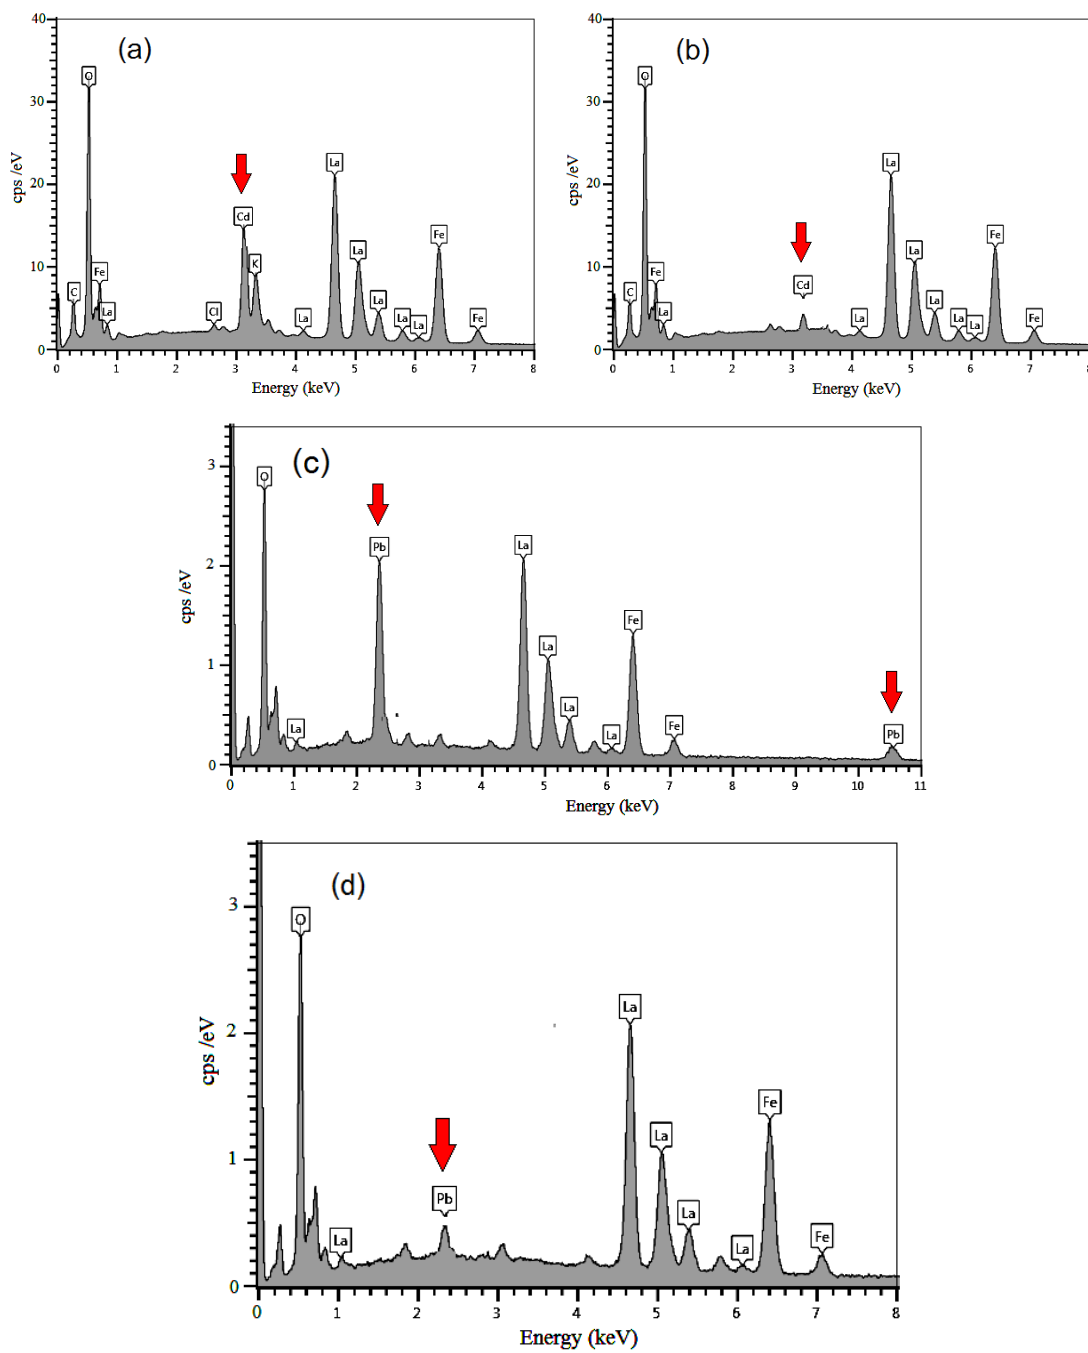 (a)
40
30
20
10
0
cps /eV
O
C
Fe
La
Cl
Cd
K
La
La
La
La
La
La
Fe
Fe
0 1 2 3 4 5 6 7 8
Energy (keV)
(b)
40
30
20
10
0
cps /eV
O
C
Fe
La
Cd
La
La
La
La
La
La
Fe
Fe
0 1 2 3 4 5 6 7 8
Energy (keV)
(c)
3
2
1
0
cps /eV
O
La
Pb
La
La
La
La
Fe
Fe
Pb
0 1 2 3 4 5 6 7 8 9 10 11
Energy (keV)
(d)
3
2
1
0
cps /eV
O
La
Pb
La
La
La
La
Fe
Fe
0 1 2 3 4 5 6 7 8
Energy (keV)